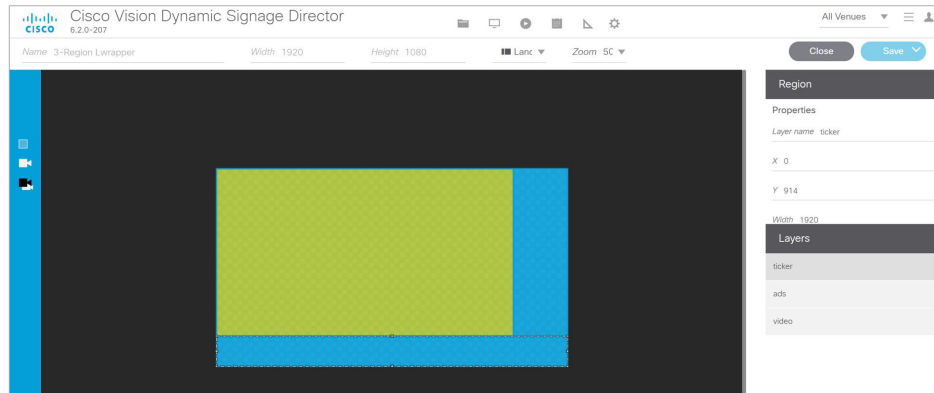 Cisco Vision Dynamic Signage Director
CISCO
6.2.0-207
All Venues
Name 3-Region Lwrapper
Width 1920
Height 1080
Lanc
Zoom 50
Close
Save
Region
Properties
Layer name ticker
X 0
Y 914
Width 1920
Layers
ticker
ads
video